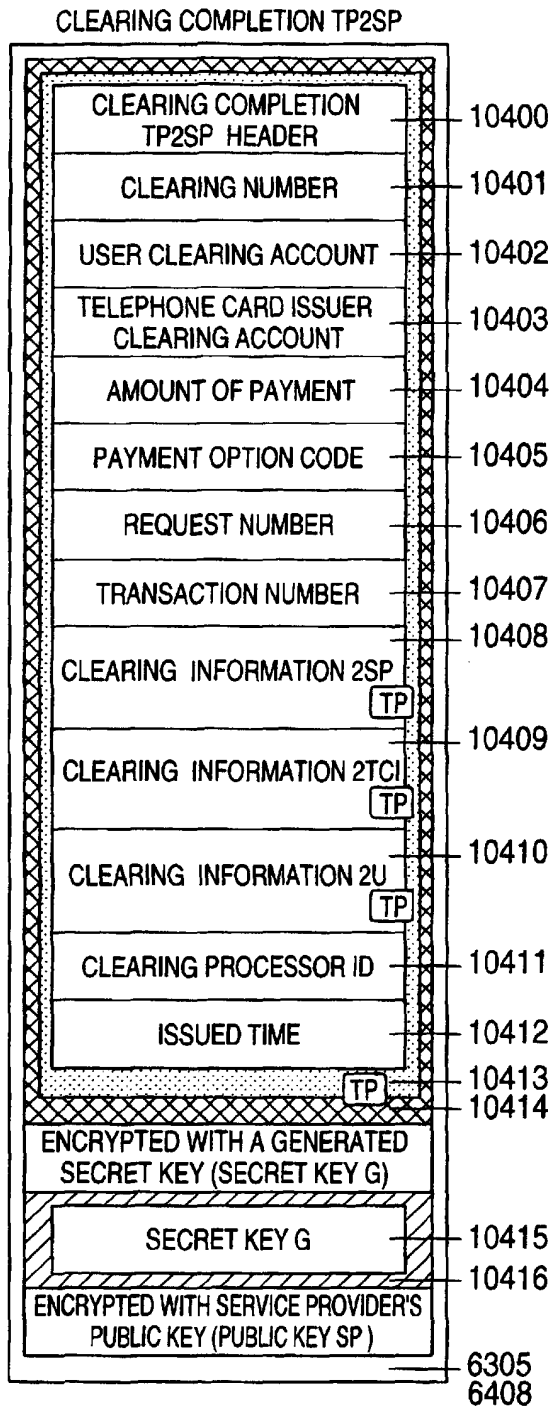 CLEARING COMPLETION TP2SP
CLEARING COMPLETION
TP2SP HEADER
10400
CLEARING NUMBER
10401
USER CLEARING ACCOUNT
10402
TELEPHONE CARD ISSUER
CLEARING ACCOUNT
10403
AMOUNT OF PAYMENT
10404
PAYMENT OPTION CODE
10405
REQUEST NUMBER
10406
TRANSACTION NUMBER
10407
10408
CLEARING INFORMATION 2SP
TP
10409
CLEARING INFORMATION 2TCI
TP
10410
CLEARING INFORMATION 2U
TP
CLEARING PROCESSOR ID
10411
ISSUED TIME
10412
TP
10413
10414
ENCRYPTED WITH A GENERATED
SECRET KEY (SECRET KEY G)
SECRET KEY G
10415
10416
ENCRYPTED WITH SERVICE PROVIDER'S
PUBLIC KEY (PUBLIC KEY SP)
6305
6408